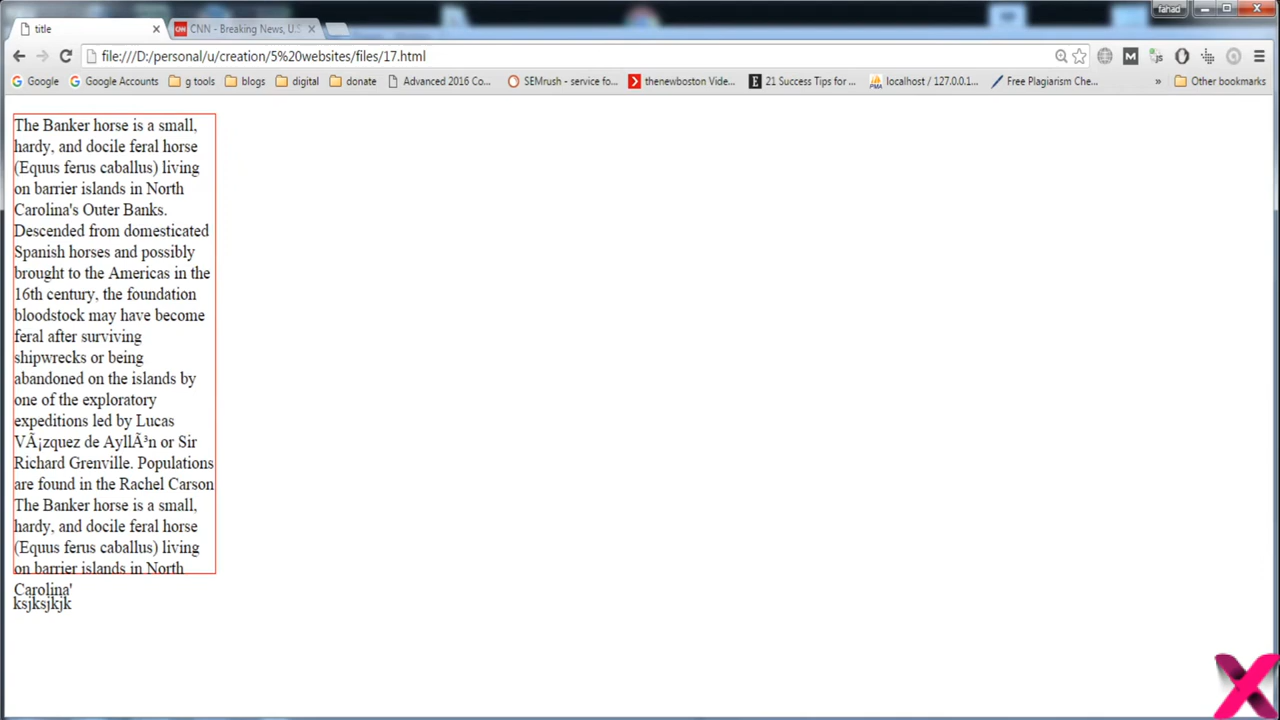 fahad
title
CNN - Breaking News, U.S
file:///D:/personal/u/creation/5%20websites/files/17.html
Google
Google Accounts
g tools
blogs
digital
donate
Advanced 2016 Co...
SEMrush - service fo...
thenewboston Vide...
21 Success Tips for ...
localhost / 127.0.0.1...
Free Plagiarism Che...
»
Other bookmarks
The Banker horse is a small,
hardy, and docile feral horse
(Equus ferus caballus) living
on barrier islands in North
Carolina's Outer Banks.
Descended from domesticated
Spanish horses and possibly
brought to the Americas in the
16th century, the foundation
bloodstock may have become
feral after surviving
shipwrecks or being
abandoned on the islands by
one of the exploratory
expeditions led by Lucas
VÃ¡zquez de AyllÃ³n or Sir
Richard Grenville. Populations
are found in the Rachel Carson
The Banker horse is a small,
hardy, and docile feral horse
(Equus ferus caballus) living
on barrier islands in North
Carolina'
ksjksjkjk